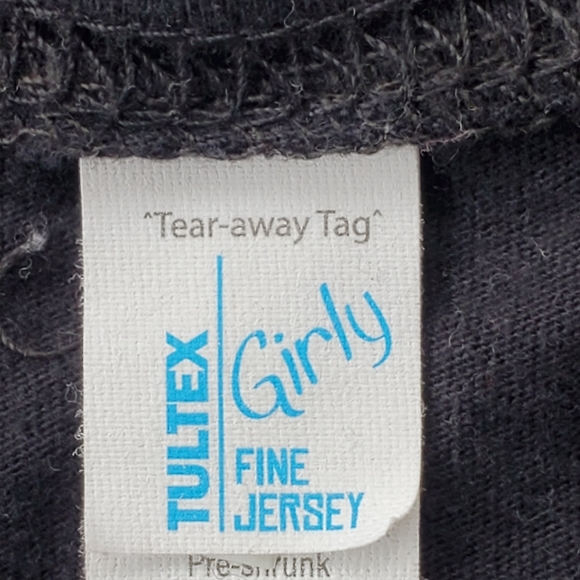 ^Tear-away Tag^
TULTEX
Girly
FINE
JERSEY